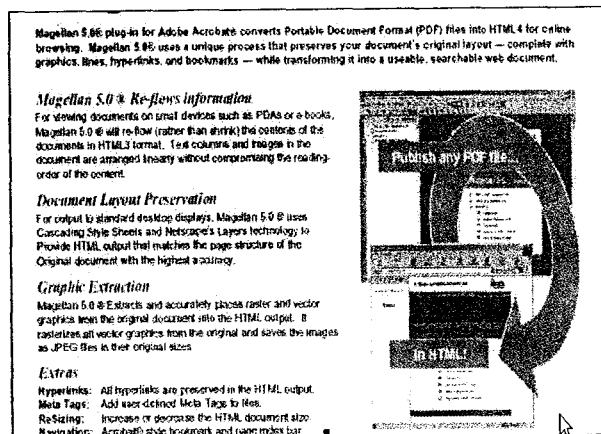 Magellan 5.0® plug-in for Adobe Acrobat® converts Portable Document Format (PDF) files into HTML 4 for online
browsing. Magellan 5.0® uses a unique process that preserves your document's original layout — complete with
graphics, lines, hyperlinks, and bookmarks — while transforming it into a useable, searchable web document.
Magellan 5.0 ® Re-flows information
For viewing documents on small devices such as PDAs or e-books,
Magellan 5.0 ® will re-flow (rather than shrink) the contents of the
documents in HTML3 format. Text columns and images in the
document are arranged linearly without compromising the reading-
order of the content.
Document Layout Preservation
For output to standard desktop displays, Magellan 5.0 ® uses
Cascading Style Sheets and Netscape's Layers technology to
Provide HTML output that matches the page structure of the
Original document with the highest accuracy.
Graphic Extraction
Magellan 5.0 ® Extracts and accurately places raster and vector
graphics from the original document into the HTML output. It
rasterizes all vector graphics from the original and saves the images
as JPEG files in their original sizes
Extras
Hyperlinks: All hyperlinks are preserved in the HTML output.
Meta Tags: Add user-defined Meta Tags to files.
ReSizing: Increase or decrease the HTML document size.
Navigation: Acrobat® style bookmark and page index bar
Publish any PDF file...
in HTML!